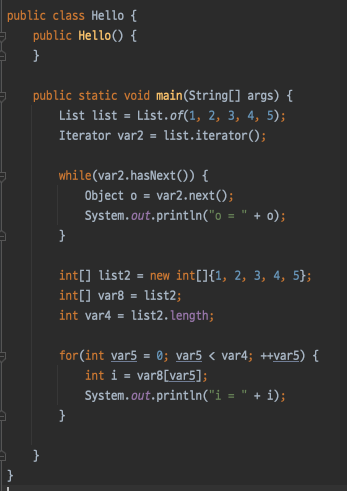 public class Hello {
    public Hello() {
    }

    public static void main(String[] args) {
        List list = List.of(1, 2, 3, 4, 5);
        Iterator var2 = list.iterator();

        while(var2.hasNext()) {
            Object o = var2.next();
            System.out.println("o = " + o);
        }

        int[] list2 = new int[]{1, 2, 3, 4, 5};
        int[] var8 = list2;
        int var4 = list2.length;

        for(int var5 = 0; var5 < var4; ++var5) {
            int i = var8[var5];
            System.out.println("i = " + i);
        }

    }
}